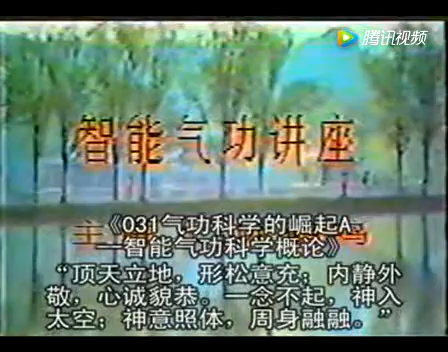 腾讯视频
智能气功讲座
主
《031气功科学的崛起A-
—智能气功科学概论》
“顶天立地，形松意充；内静外
敬，心诚貌恭。一念不起，神入
太空；神意照体，周身融融。”